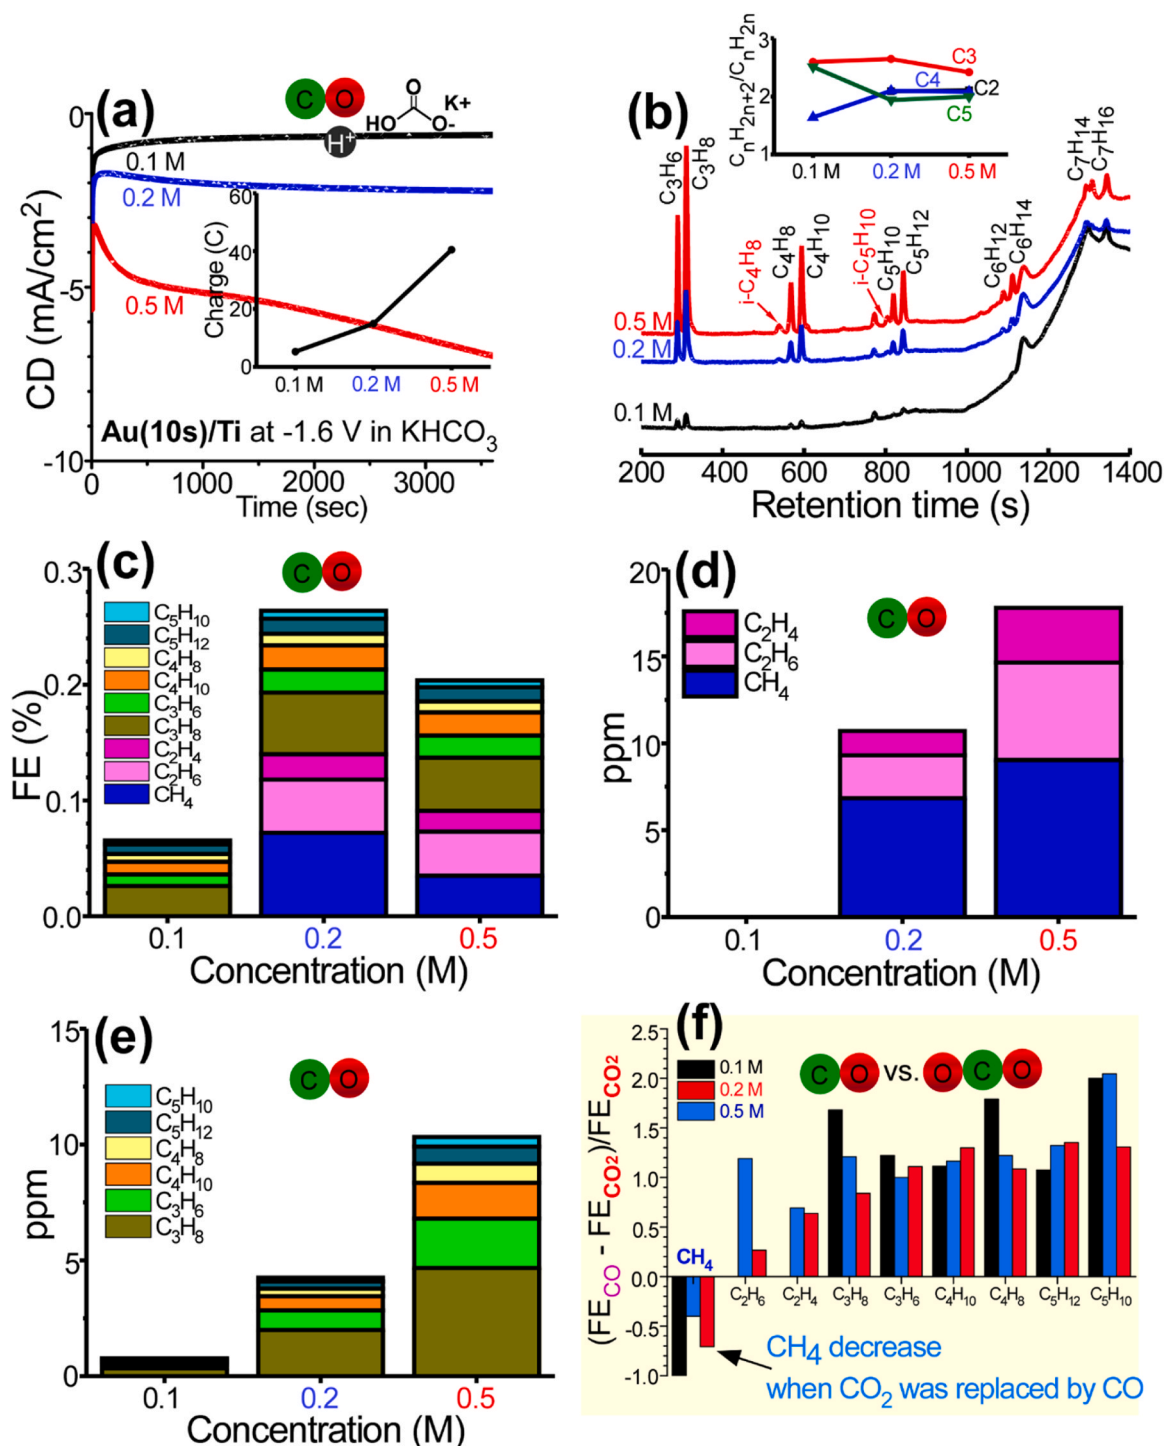 (a)
C O
HO O O- K+
H+
0
-5
-10
CD (mA/cm2)
0.1 M
0.2 M
0.5 M
60
40
20
0
Charge (C)
0.1 M 0.2 M 0.5 M
Au(10s)/Ti at -1.6 V in KHCO3
0 1000 2000 3000
Time (sec)
(b)
3
2
1
CnH2n+2/CnH2n
C3
C4
C2
C5
0.1 M 0.2 M 0.5 M
C3H6
C3H8
i-C4H8
C4H8
C4H10
i-C5H10
C5H10
C5H12
C6H12
C6H14
C7H14
C7H16
0.5 M
0.2 M
0.1 M
200 400 600 800 1000 1200 1400
Retention time (s)
(c)
C O
0.3
0.2
0.1
0.0
FE (%)
C5H10
C5H12
C4H8
C4H10
C3H6
C3H8
C2H4
C2H6
CH4
0.1 0.2 0.5
Concentration (M)
(d)
C O
20
15
10
5
0
ppm
C2H4
C2H6
CH4
0.1 0.2 0.5
Concentration (M)
(e)
C O
15
10
5
0
ppm
C5H10
C5H12
C4H8
C4H10
C3H6
C3H8
0.1 0.2 0.5
Concentration (M)
(f)
2.5
2.0
1.5
1.0
0.5
0.0
-0.5
-1.0
(FECO - FECO2)/FECO2
0.1 M
0.2 M
0.5 M
C O vs. O C O
CH4
C2H6 C2H4 C3H8 C3H6 C4H10 C4H8 C5H12 C5H10
CH4 decrease
when CO2 was replaced by CO